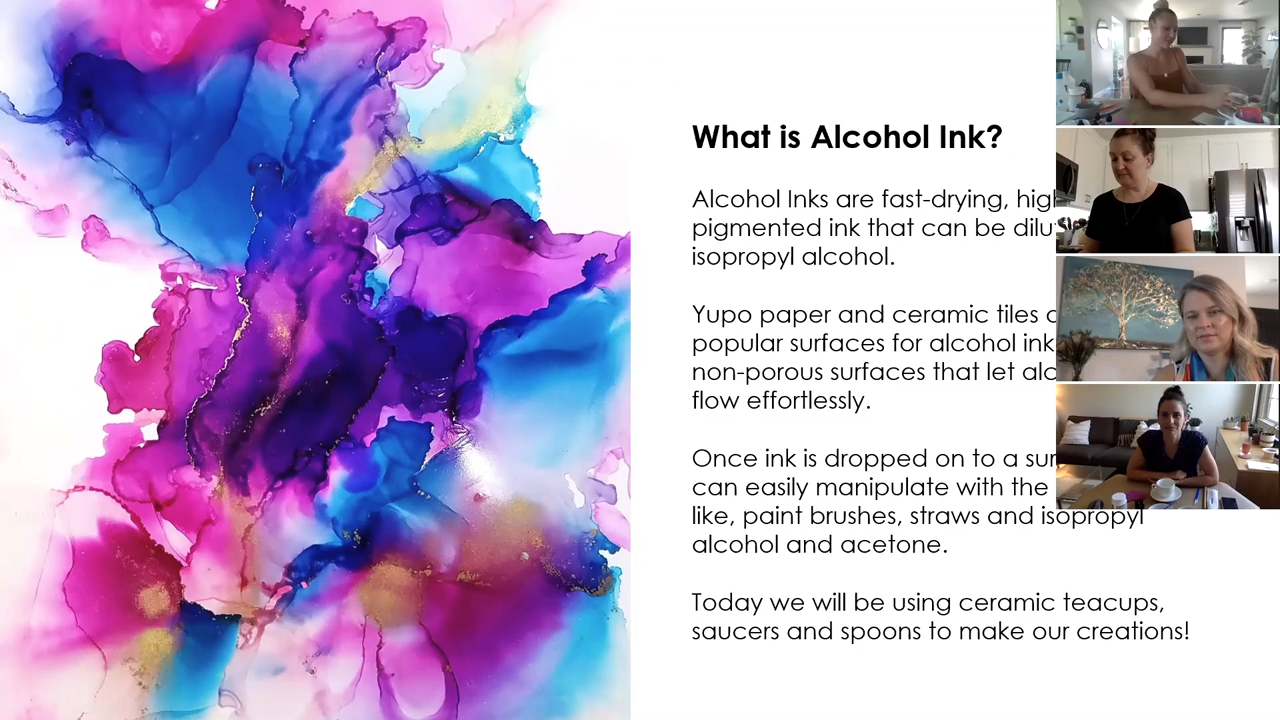 What is Alcohol Ink?
Alcohol Inks are fast-drying,
pigmented ink that can be
isopropyl alcohol.
Yupo paper and ceramic tiles
popular surfaces for alcohol ink
non-porous surfaces that let
flow effortlessly.
Once ink is dropped on to a
can easily manipulate with the
like, paint brushes, straws and isopropyl
alcohol and acetone.
Today we will be using ceramic teacups,
saucers and spoons to make our creations!